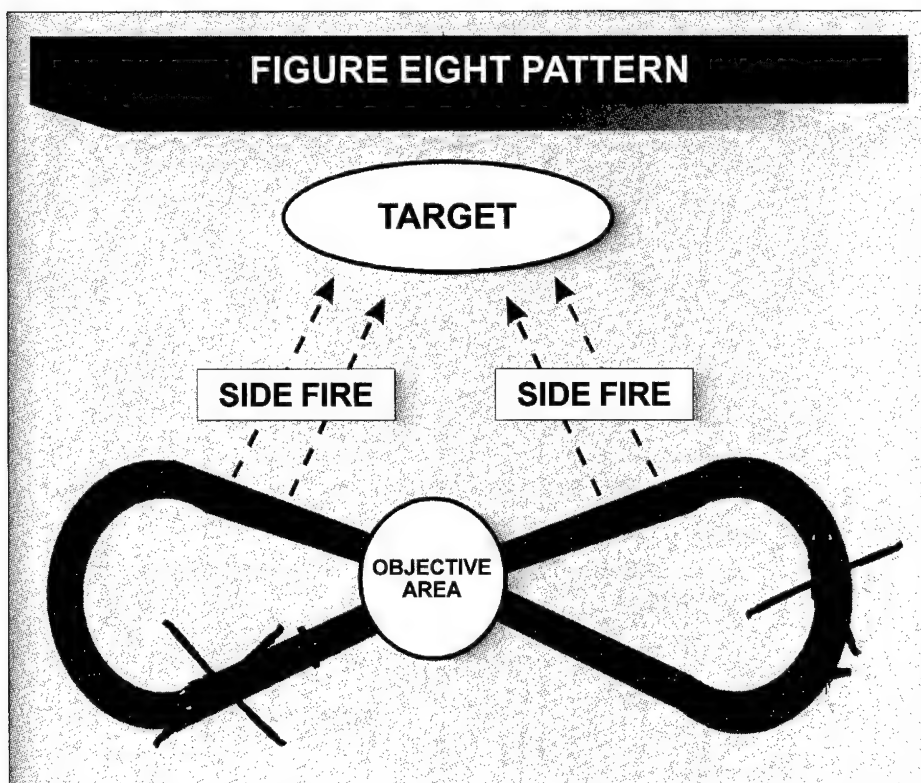 FIGURE EIGHT PATTERN
TARGET
SIDE FIRE
SIDE FIRE
OBJECTIVE
AREA